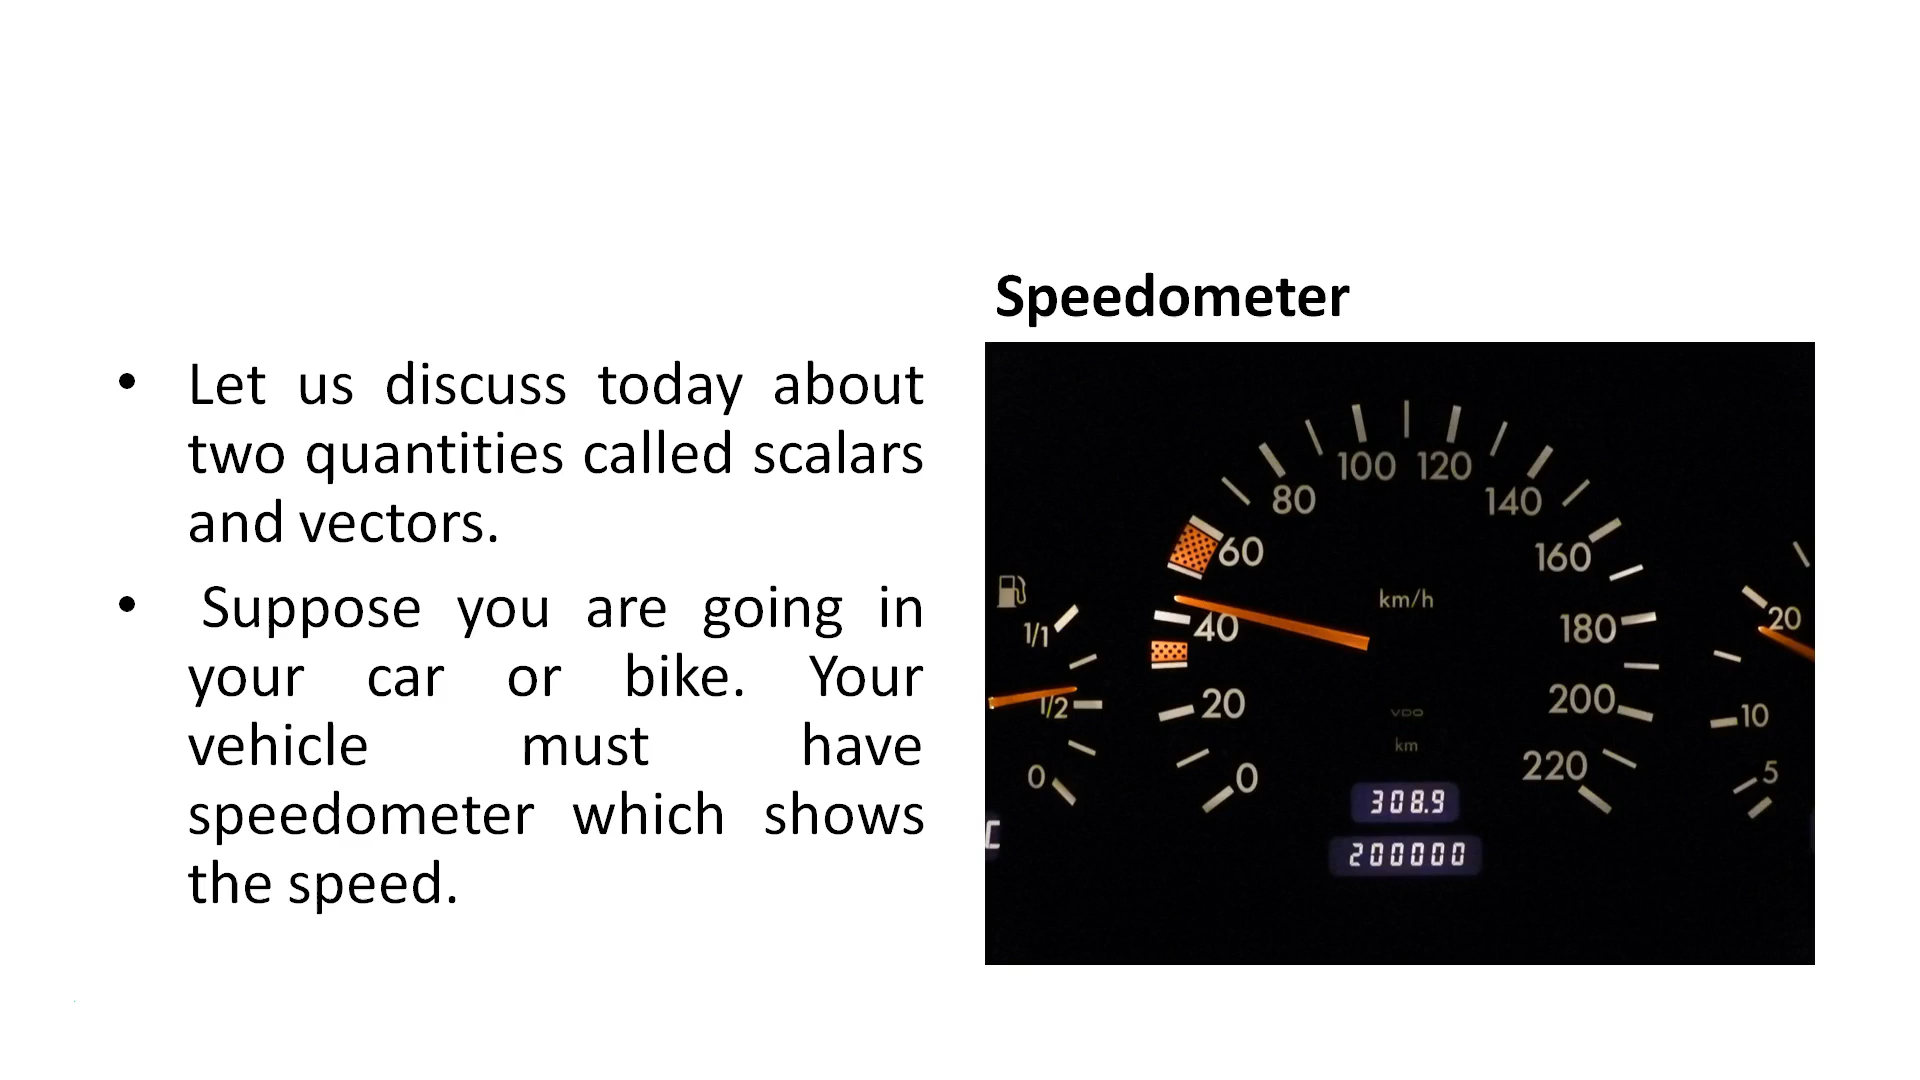 Speedometer
• Let us discuss today about
two quantities called scalars
and vectors.
• Suppose you are going in
your car or bike. Your
vehicle must have
speedometer which shows
the speed.
100 120
80 140
60 160
km/h
40 180
20 200
0 220
VDO
km
308.9
200000
1/1
1/2
0
20
10
5
C